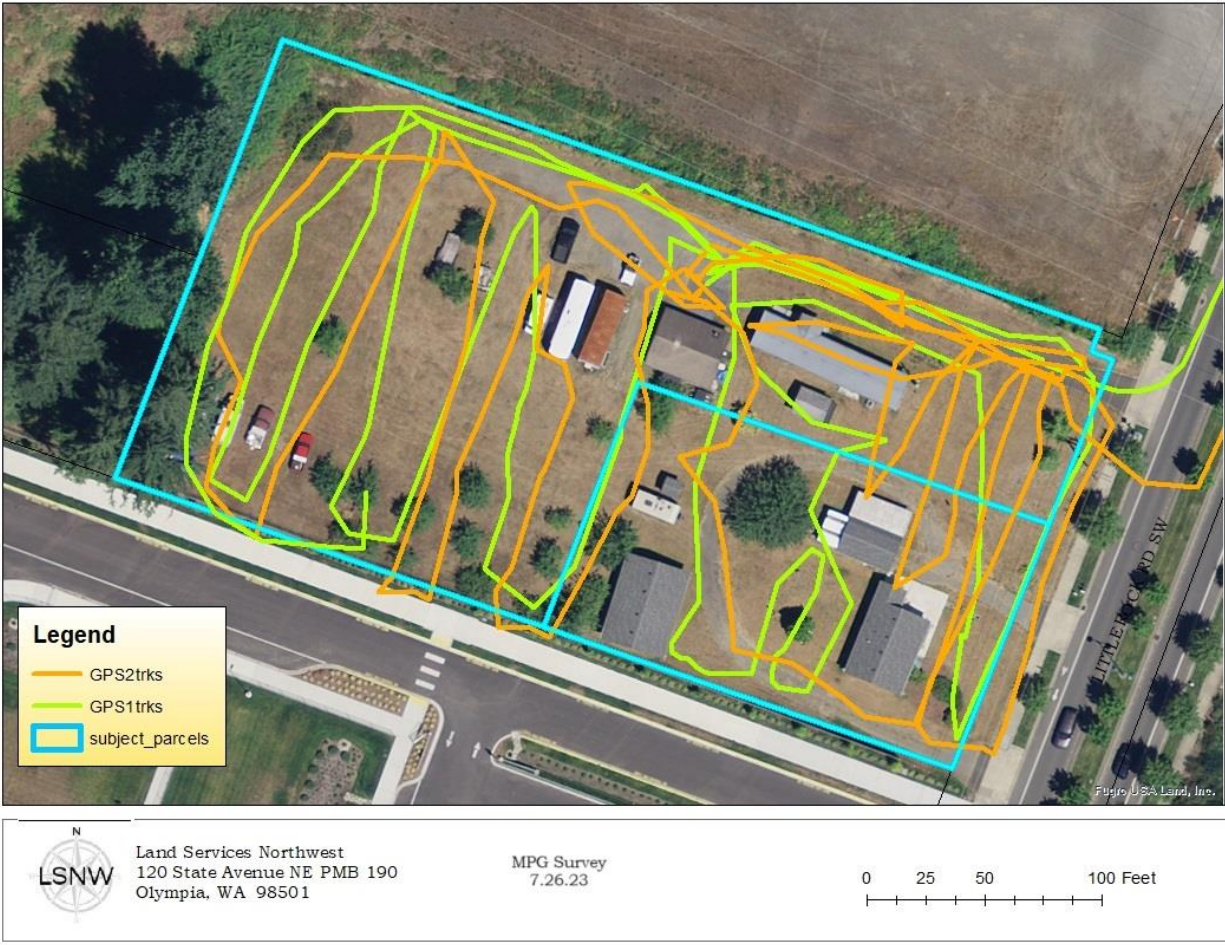 LITTLEROCK RD SW
Legend
GPS2trks
GPS1trks
subject_parcels
Fugro USA Land, Inc.
N
LSNW
Land Services Northwest
120 State Avenue NE PMB 190
Olympia, WA 98501
MPG Survey
7.26.23
0 25 50 100 Feet